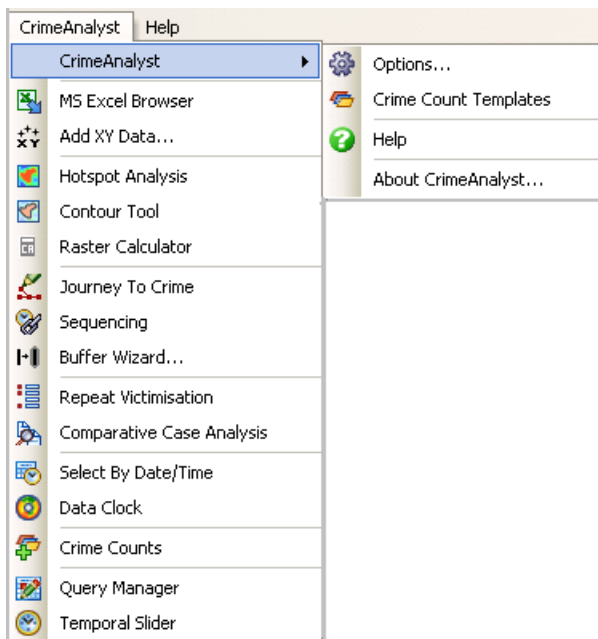 CrimeAnalyst Help
CrimeAnalyst
MS Excel Browser
Add XY Data...
Hotspot Analysis
Contour Tool
Raster Calculator
Journey To Crime
Sequencing
Buffer Wizard...
Repeat Victimisation
Comparative Case Analysis
Select By Date/Time
Data Clock
Crime Counts
Query Manager
Temporal Slider
Options...
Crime Count Templates
Help
About CrimeAnalyst...